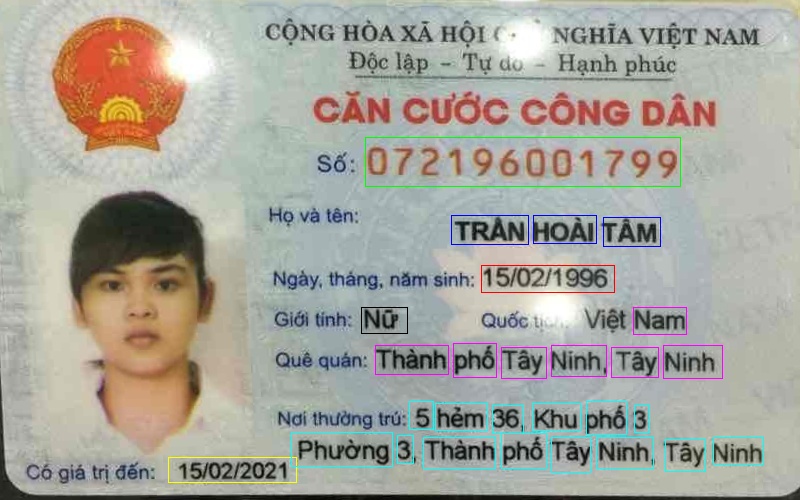 CỘNG HÒA XÃ HỘI NGHĨA VIỆT NAM
Độc lập - Tự do - Hạnh phúc
CĂN CƯỚC CÔNG DÂN
Số: 072196001799
Họ và tên:
TRẦN HOÀI TÂM
Ngày, tháng, năm sinh: 15/02/1996
Giới tính: Nữ Quốc tịch: Việt Nam
Quê quán: Thành phố Tây Ninh, Tây Ninh
Nơi thường trú: 5 hẻm 36, Khu phố 3
Phường 3, Thành phố Tây Ninh, Tây Ninh
Có giá trị đến: 15/02/2021